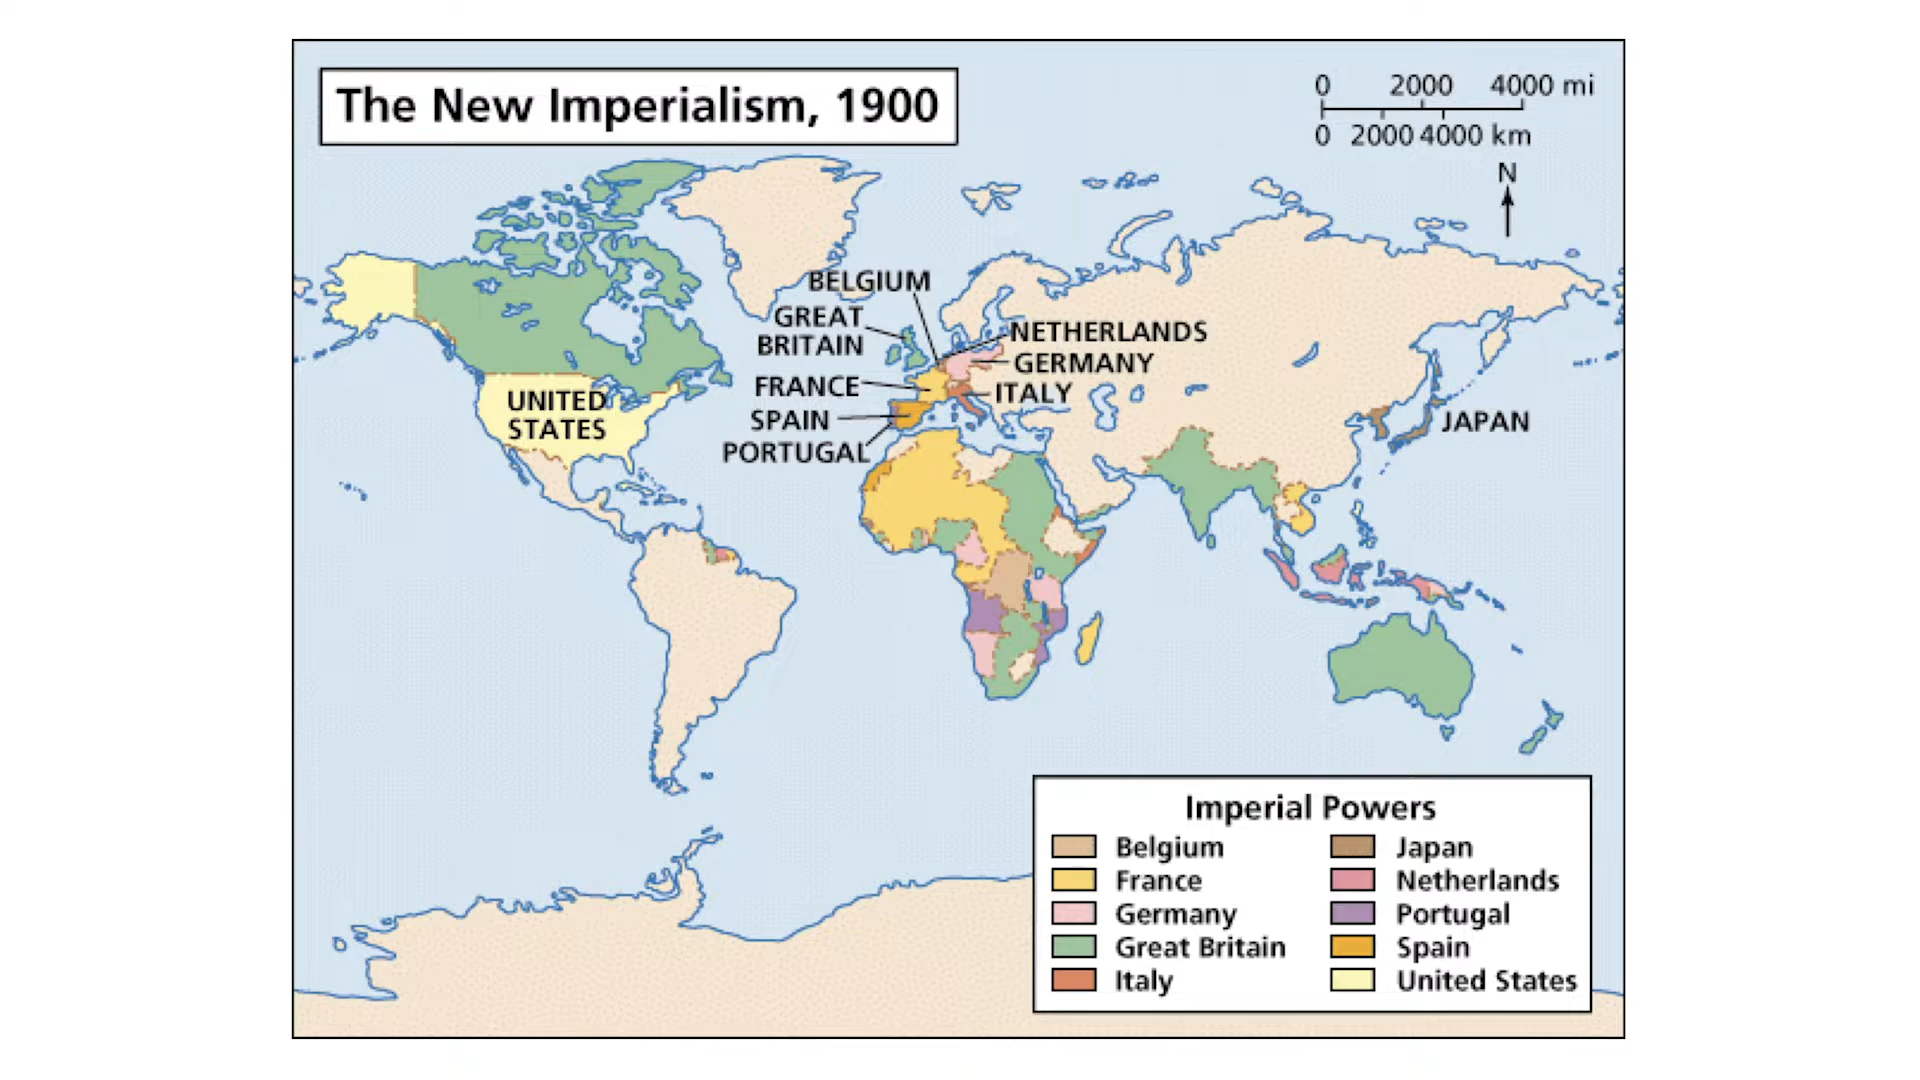 The New Imperialism, 1900
0 2000 4000 mi
0 2000 4000 km
N
BELGIUM
GREAT
BRITAIN
NETHERLANDS
GERMANY
FRANCE
ITALY
SPAIN
PORTUGAL
UNITED
STATES
JAPAN
Imperial Powers
Belgium
France
Germany
Great Britain
Italy
Japan
Netherlands
Portugal
Spain
United States